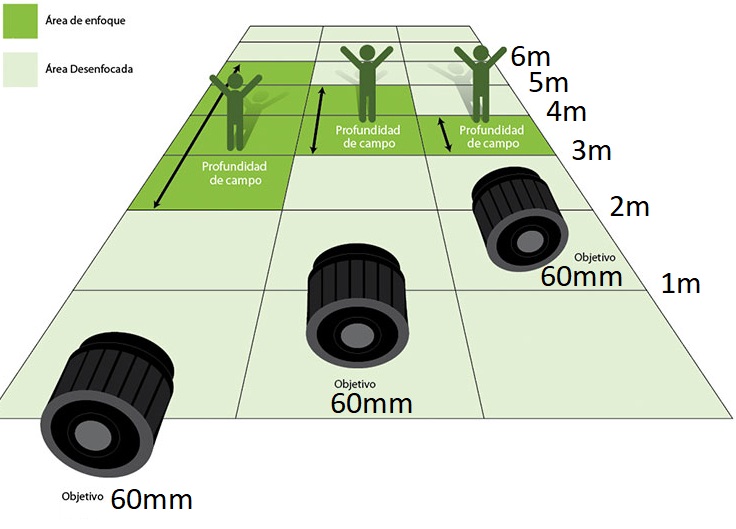 Área de enfoque
Área Desenfocada
6m
5m
4m
3m
2m
1m
Profundidad
de campo
Profundidad
de campo
Profundidad
de campo
Objetivo
60mm
Objetivo
60mm
Objetivo 60mm